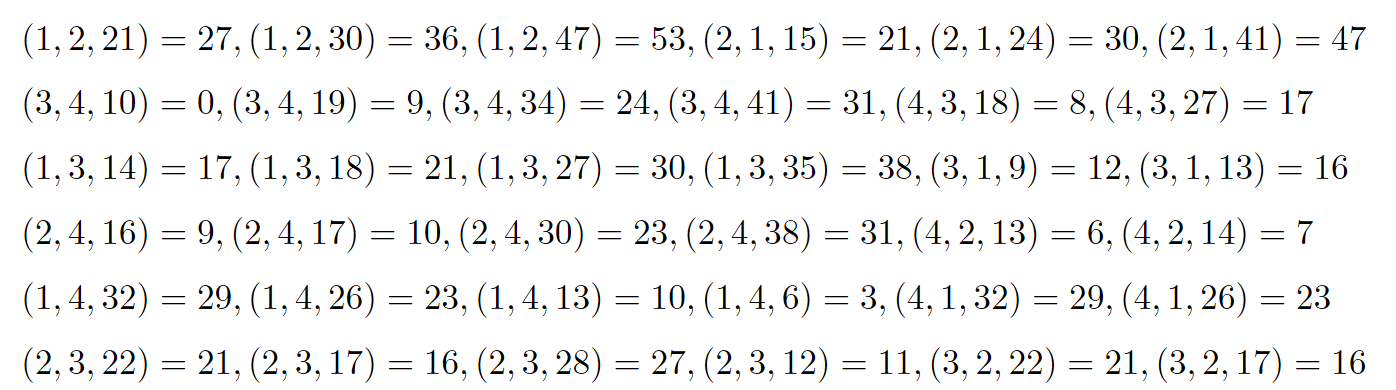 (1, 2, 21) = 27, (1, 2, 30) = 36, (1, 2, 47) = 53, (2, 1, 15) = 21, (2, 1, 24) = 30, (2, 1, 41) = 47
(3, 4, 10) = 0, (3, 4, 19) = 9, (3, 4, 34) = 24, (3, 4, 41) = 31, (4, 3, 18) = 8, (4, 3, 27) = 17
(1, 3, 14) = 17, (1, 3, 18) = 21, (1, 3, 27) = 30, (1, 3, 35) = 38, (3, 1, 9) = 12, (3, 1, 13) = 16
(2, 4, 16) = 9, (2, 4, 17) = 10, (2, 4, 30) = 23, (2, 4, 38) = 31, (4, 2, 13) = 6, (4, 2, 14) = 7
(1, 4, 32) = 29, (1, 4, 26) = 23, (1, 4, 13) = 10, (1, 4, 6) = 3, (4, 1, 32) = 29, (4, 1, 26) = 23
(2, 3, 22) = 21, (2, 3, 17) = 16, (2, 3, 28) = 27, (2, 3, 12) = 11, (3, 2, 22) = 21, (3, 2, 17) = 16